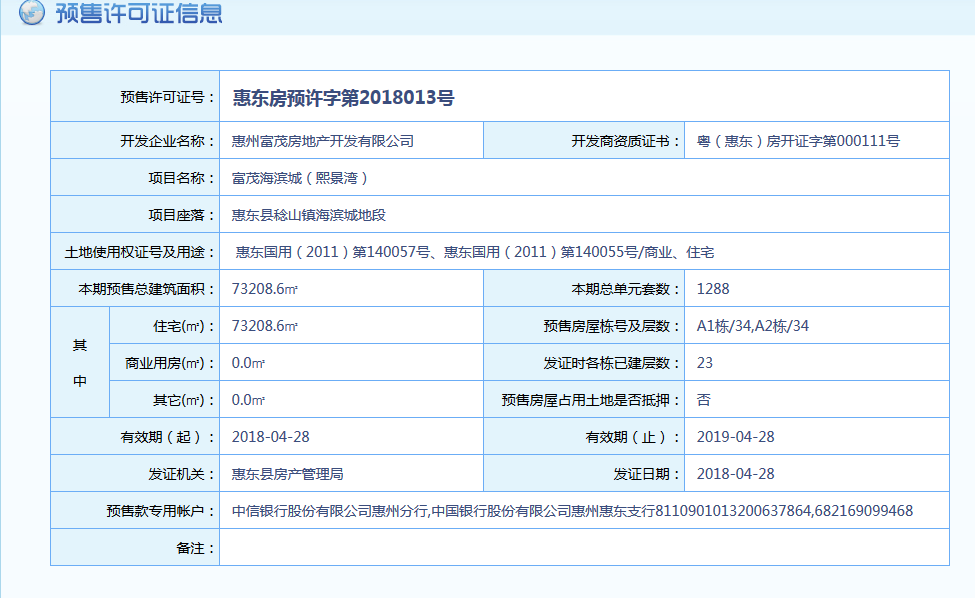 预售许可证信息
预售许可证号： 惠东房预许字第2018013号
开发企业名称： 惠州富茂房地产开发有限公司 开发商资质证书： 粤（惠东）房开证字第000111号
项目名称： 富茂海滨城（熙景湾）
项目座落： 惠东县稔山镇海滨城地段
土地使用权证号及用途： 惠东国用（2011）第140057号、惠东国用（2011）第140055号/商业、住宅
本期预售总建筑面积： 73208.6㎡ 本期总单元套数： 1288
其中 住宅(㎡)： 73208.6㎡ 预售房屋栋号及层数： A1栋/34,A2栋/34
商业用房(㎡)： 0.0㎡ 发证时各栋已建层数： 23
其它(㎡)： 0.0㎡ 预售房屋占用土地是否抵押： 否
有效期（起）： 2018-04-28 有效期（止）： 2019-04-28
发证机关： 惠东县房产管理局 发证日期： 2018-04-28
预售款专用帐户： 中信银行股份有限公司惠州分行,中国银行股份有限公司惠州惠东支行8110901013200637864,682169099468
备注：